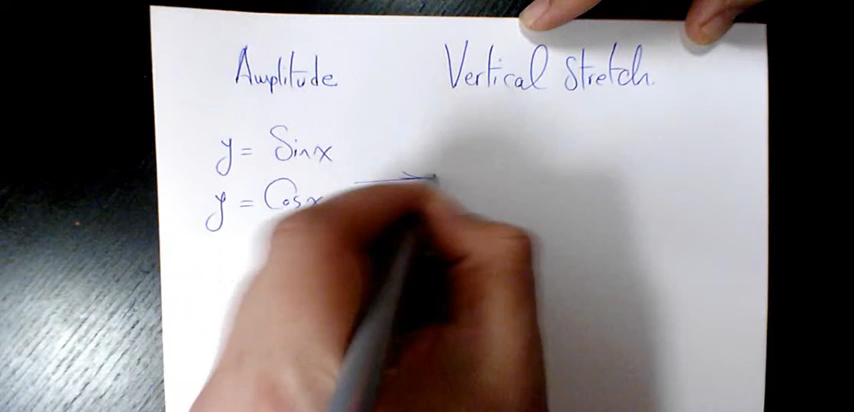 Amplitude Vertical Stretch.
y = Sinx
y = Cosx